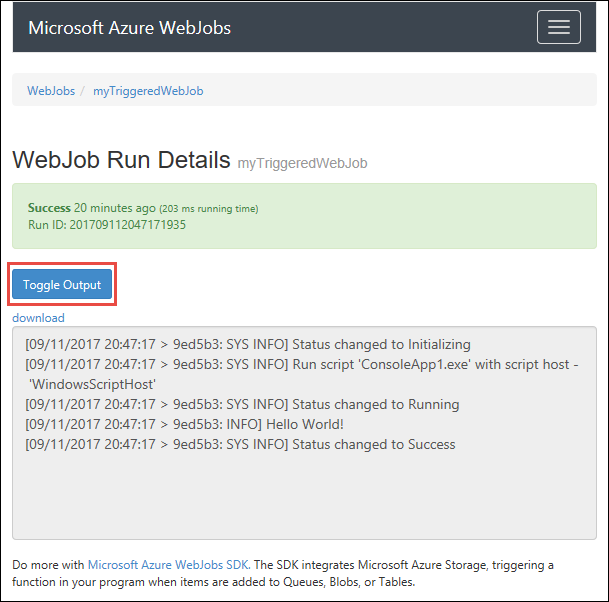 Microsoft Azure WebJobs
WebJobs / myTriggeredWebJob
WebJob Run Details myTriggeredWebJob
Success 20 minutes ago (203 ms running time)
Run ID: 201709112047171935
Toggle Output
download
[09/11/2017 20:47:17 > 9ed5b3: SYS INFO] Status changed to Initializing
[09/11/2017 20:47:17 > 9ed5b3: SYS INFO] Run script 'ConsoleApp1.exe' with script host -
'WindowsScriptHost'
[09/11/2017 20:47:17 > 9ed5b3: SYS INFO] Status changed to Running
[09/11/2017 20:47:17 > 9ed5b3: INFO] Hello World!
[09/11/2017 20:47:17 > 9ed5b3: SYS INFO] Status changed to Success
Do more with Microsoft Azure WebJobs SDK. The SDK integrates Microsoft Azure Storage, triggering a
function in your program when items are added to Queues, Blobs, or Tables.